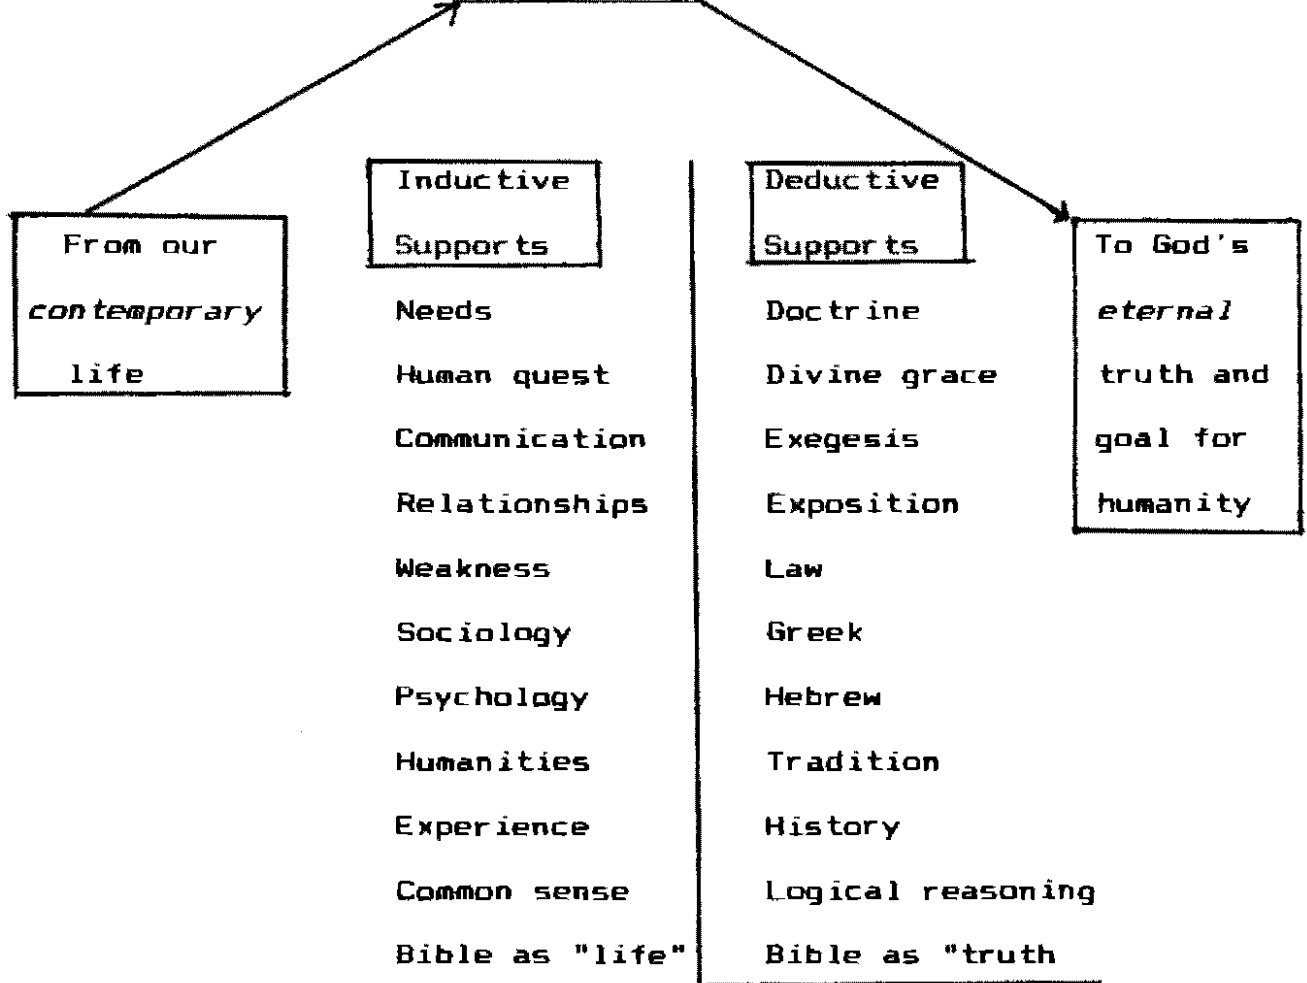 From our
contemporary
life
Inductive
Supports
Needs
Human quest
Communication
Relationships
Weakness
Sociology
Psychology
Humanities
Experience
Common sense
Bible as "life"
Deductive
Supports
Doctrine
Divine grace
Exegesis
Exposition
Law
Greek
Hebrew
Tradition
History
Logical reasoning
Bible as "truth
To God's
eternal
truth and
goal for
humanity